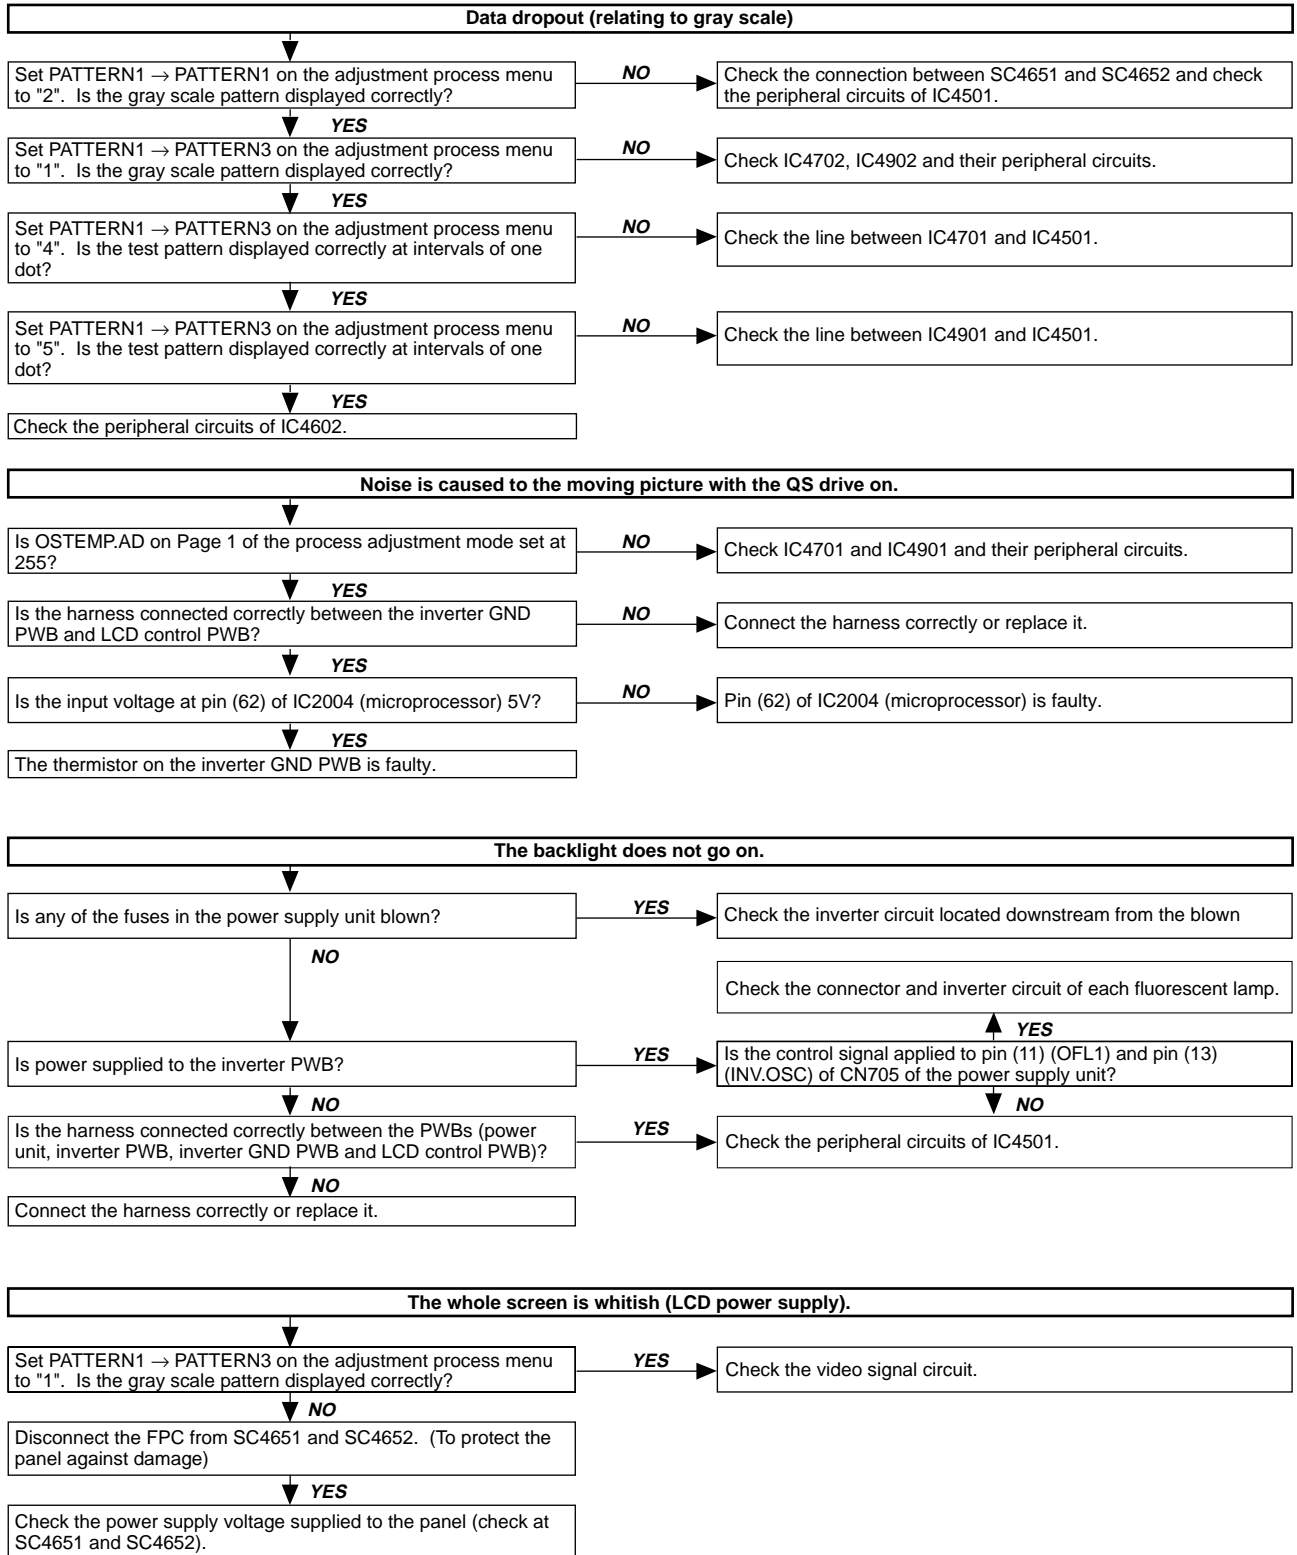 Data dropout (relating to gray scale)
Set PATTERN1 → PATTERN1 on the adjustment process menu
to "2".  Is the gray scale pattern displayed correctly?
NO
Check the connection between SC4651 and SC4652 and check
the peripheral circuits of IC4501.
YES
Set PATTERN1 → PATTERN3 on the adjustment process menu
to "1".  Is the gray scale pattern displayed correctly?
NO
Check IC4702, IC4902 and their peripheral circuits.
YES
Set PATTERN1 → PATTERN3 on the adjustment process menu
to "4".  Is the test pattern displayed correctly at intervals of one
dot?
NO
Check the line between IC4701 and IC4501.
YES
Set PATTERN1 → PATTERN3 on the adjustment process menu
to "5".  Is the test pattern displayed correctly at intervals of one
dot?
NO
Check the line between IC4901 and IC4501.
YES
Check the peripheral circuits of IC4602.
Noise is caused to the moving picture with the QS drive on.
Is OSTEMP.AD on Page 1 of the process adjustment mode set at
255?
NO
Check IC4701 and IC4901 and their peripheral circuits.
YES
Is the harness connected correctly between the inverter GND
PWB and LCD control PWB?
NO
Connect the harness correctly or replace it.
YES
Is the input voltage at pin (62) of IC2004 (microprocessor) 5V?
NO
Pin (62) of IC2004 (microprocessor) is faulty.
YES
The thermistor on the inverter GND PWB is faulty.
The backlight does not go on.
Is any of the fuses in the power supply unit blown?
YES
Check the inverter circuit located downstream from the blown
NO
Check the connector and inverter circuit of each fluorescent lamp.
YES
Is power supplied to the inverter PWB?
YES
Is the control signal applied to pin (11) (OFL1) and pin (13)
(INV.OSC) of CN705 of the power supply unit?
NO
NO
Is the harness connected correctly between the PWBs (power
unit, inverter PWB, inverter GND PWB and LCD control PWB)?
YES
Check the peripheral circuits of IC4501.
NO
Connect the harness correctly or replace it.
The whole screen is whitish (LCD power supply).
Set PATTERN1 → PATTERN3 on the adjustment process menu
to "1".  Is the gray scale pattern displayed correctly?
YES
Check the video signal circuit.
NO
Disconnect the FPC from SC4651 and SC4652.  (To protect the
panel against damage)
YES
Check the power supply voltage supplied to the panel (check at
SC4651 and SC4652).